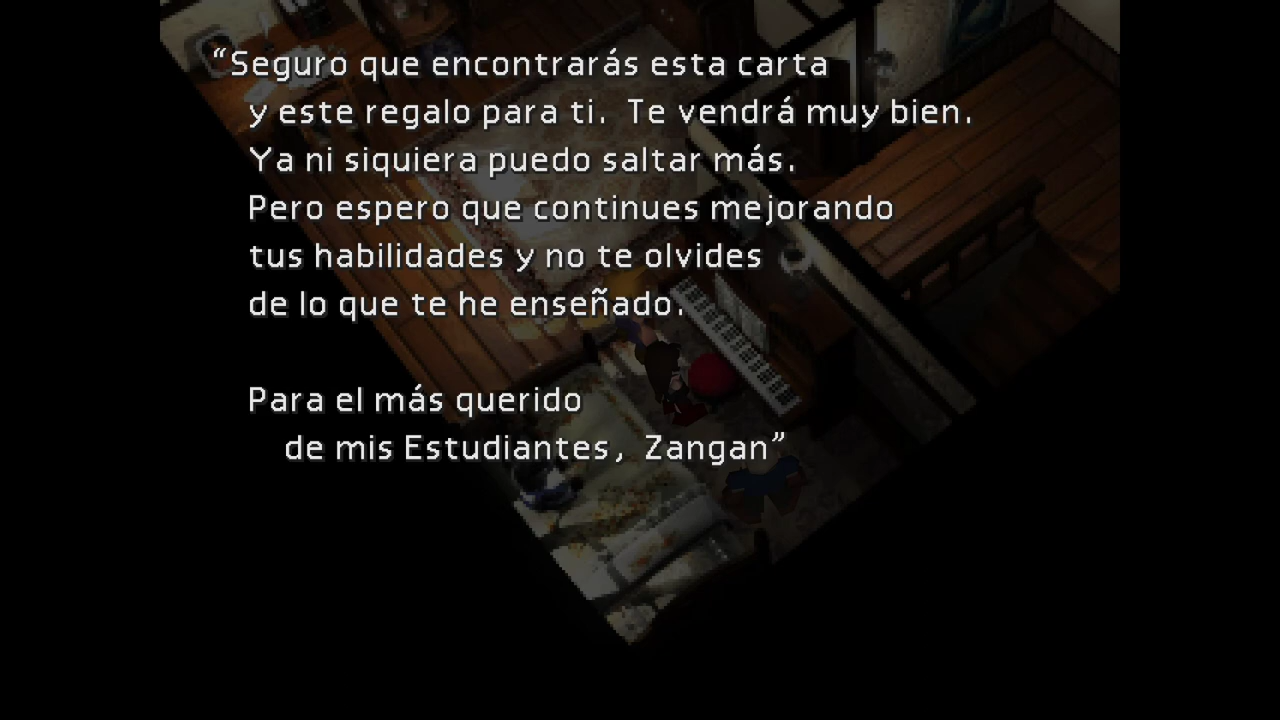 “Seguro que encontrarás esta carta
y este regalo para ti. Te vendrá muy bien.
Ya ni siquiera puedo saltar más.
Pero espero que continues mejorando
tus habilidades y no te olvides
de lo que te he enseñado.
Para el más querido
de mis Estudiantes, Zangan”